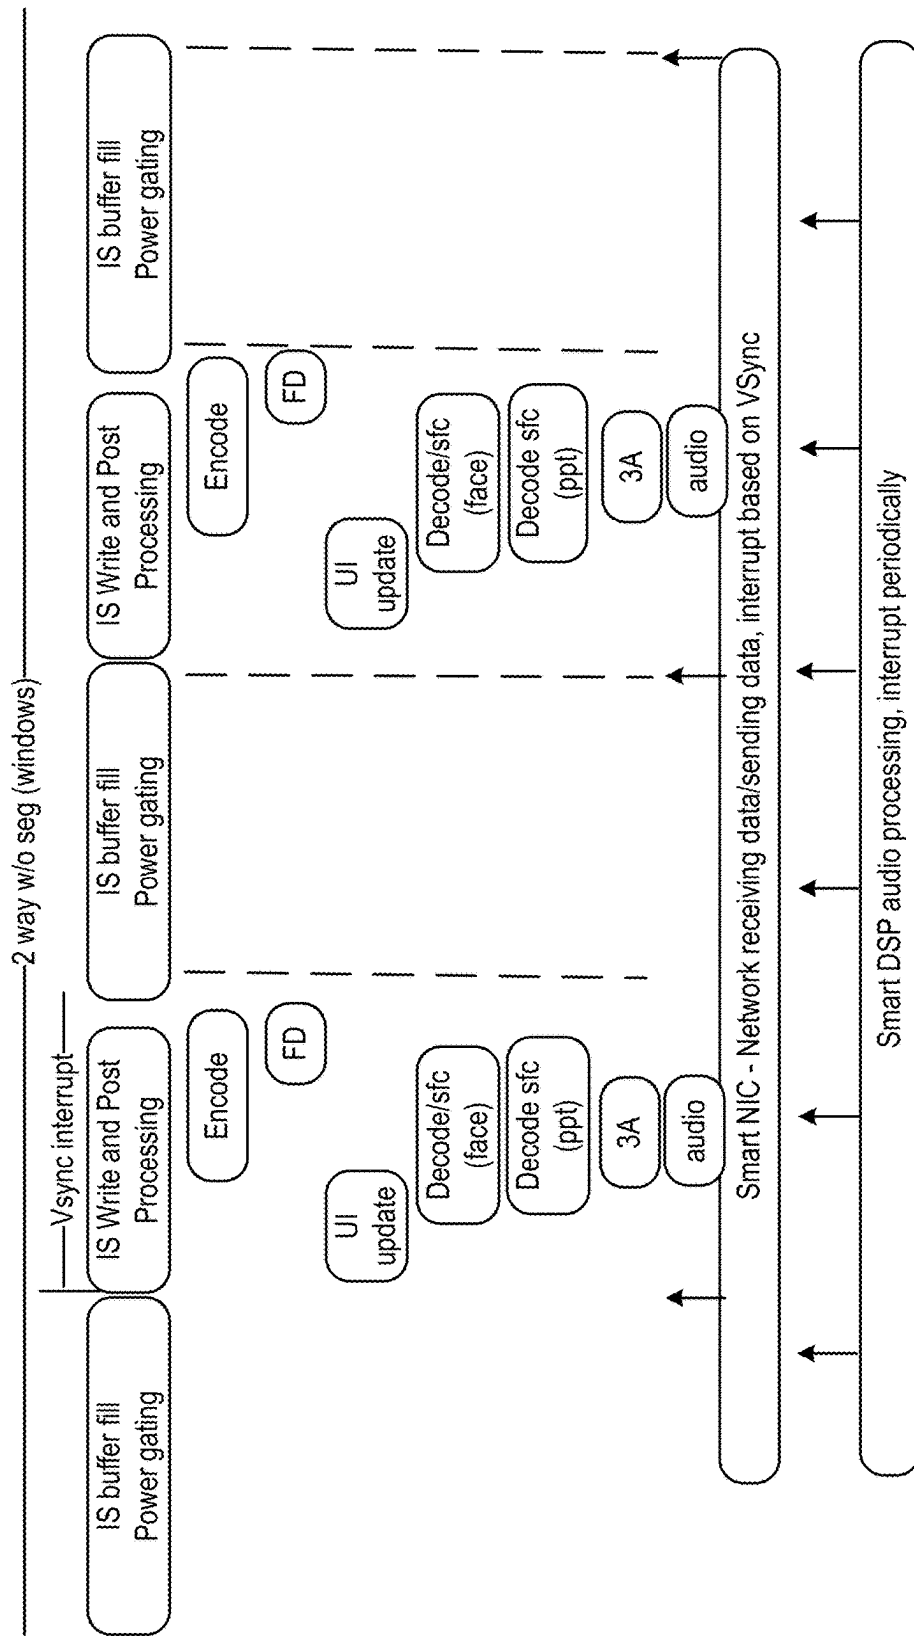 2 way w/o seg (windows)
Vsync interrupt
IS buffer fill
Power gating
IS Write and Post
Processing
IS buffer fill
Power gating
IS Write and Post
Processing
IS buffer fill
Power gating
Encode
Encode
FD
FD
UI
update
UI
update
Decode/sfc
(face)
Decode/sfc
(face)
Decode sfc
(ppt)
Decode sfc
(ppt)
3A
3A
audio
audio
Smart NIC - Network receiving data/sending data, interrupt based on VSync
Smart DSP audio processing, interrupt periodically